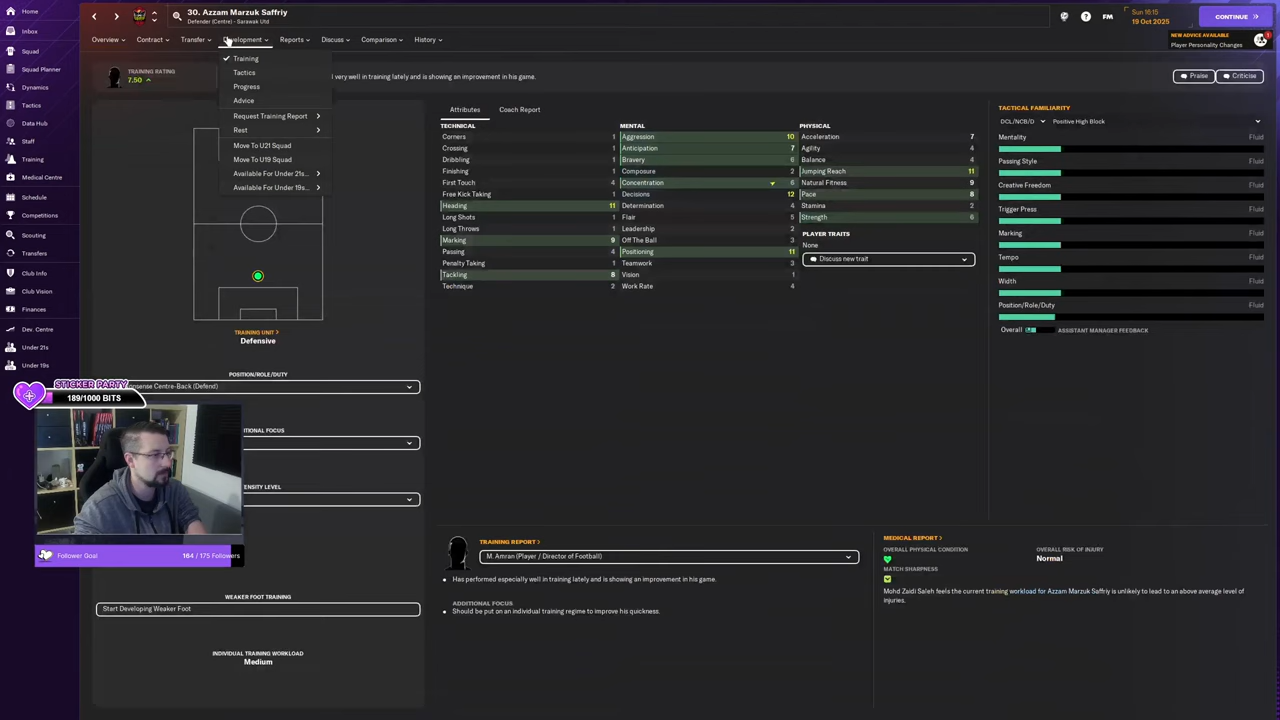 Home
Inbox
Squad
Squad Planner
Dynamics
Tactics
Data Hub
Staff
Training
Medical Centre
Schedule
Competitions
Scouting
Transfers
Club Info
Club Vision
Finances
Dev. Centre
Under 21s
Under 19s
30. Azzam Marzuk Saffriy
Defender (Centre) - Sarawak Utd
FM
Sun 16:15
19 Oct 2025
CONTINUE
NEW ADVICE AVAILABLE
Player Personality Changes
Overview
Contract
Transfer
Development
Reports
Discuss
Comparison
History
Training
Tactics
Progress
Advice
Request Training Report
Rest
Move To U21 Squad
Move To U19 Squad
Available For Under 21s...
Available For Under 19s...
TRAINING RATING
7.50
very well in training lately and is showing an improvement in his game.
Praise
Criticise
TRAINING UNIT >
Defensive
POSITION/ROLE/DUTY
nonsense Centre-Back (Defend)
ITIONAL FOCUS
ENSITY LEVEL
STICKER PARTY
189/1000 BITS
Follower Goal 164 / 175 Followers
WEAKER FOOT TRAINING
Start Developing Weaker Foot
INDIVIDUAL TRAINING WORKLOAD
Medium
Attributes
Coach Report
TECHNICAL
Corners 1
Crossing 1
Dribbling 1
Finishing 1
First Touch 4
Free Kick Taking 1
Heading 11
Long Shots 1
Long Throws 1
Marking 9
Passing 4
Penalty Taking 1
Tackling 8
Technique 2
MENTAL
Aggression 10
Anticipation 7
Bravery 6
Composure 2
Concentration 6
Decisions 12
Determination 4
Flair 5
Leadership 2
Off The Ball 3
Positioning 11
Teamwork 3
Vision 1
Work Rate 4
PHYSICAL
Acceleration 7
Agility 4
Balance 4
Jumping Reach 11
Natural Fitness 9
Pace 8
Stamina 2
Strength 6
PLAYER TRAITS
None
Discuss new trait
TACTICAL FAMILIARITY
DCL/NCB/D
Positive High Block
Mentality Fluid
Passing Style Fluid
Creative Freedom Fluid
Trigger Press Fluid
Marking Fluid
Tempo Fluid
Width Fluid
Position/Role/Duty Fluid
Overall
ASSISTANT MANAGER FEEDBACK
TRAINING REPORT >
M. Amran (Player / Director of Football)
Has performed especially well in training lately and is showing an improvement in his game.
ADDITIONAL FOCUS
Should be put on an individual training regime to improve his quickness.
MEDICAL REPORT >
OVERALL PHYSICAL CONDITION
OVERALL RISK OF INJURY
Normal
MATCH SHARPNESS
Mohd Zaidi Saleh feels the current training workload for Azzam Marzuk Saffriy is unlikely to lead to an above average level of
injuries.